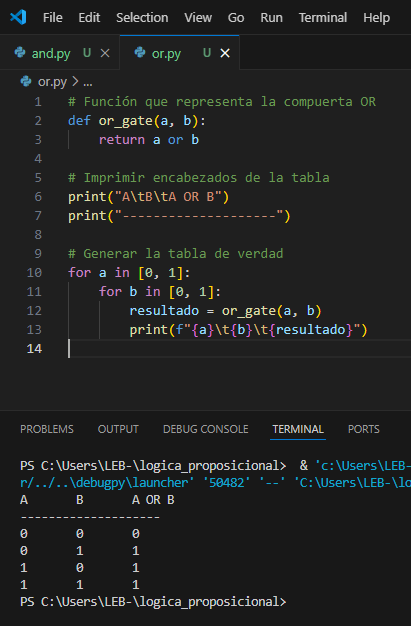 File Edit Selection View Go Run Terminal Help
and.py U or.py U
or.py > ...
1 # Función que representa la compuerta OR
2 def or_gate(a, b):
3     return a or b
4
5 # Imprimir encabezados de la tabla
6 print("A\tB\tA OR B")
7 print("--------------------")
8
9 # Generar la tabla de verdad
10 for a in [0, 1]:
11     for b in [0, 1]:
12         resultado = or_gate(a, b)
13         print(f"{a}\t{b}\t{resultado}")
14
PROBLEMS OUTPUT DEBUG CONSOLE TERMINAL PORTS
PS C:\Users\LEB-\logica_proposicional>  & 'c:\Users\LEB-
r/../..\debugpy\launcher' '50482' '--' 'C:\Users\LEB-\lo
A B A OR B
--------------------
0 0 0
0 1 1
1 0 1
1 1 1
PS C:\Users\LEB-\logica_proposicional>